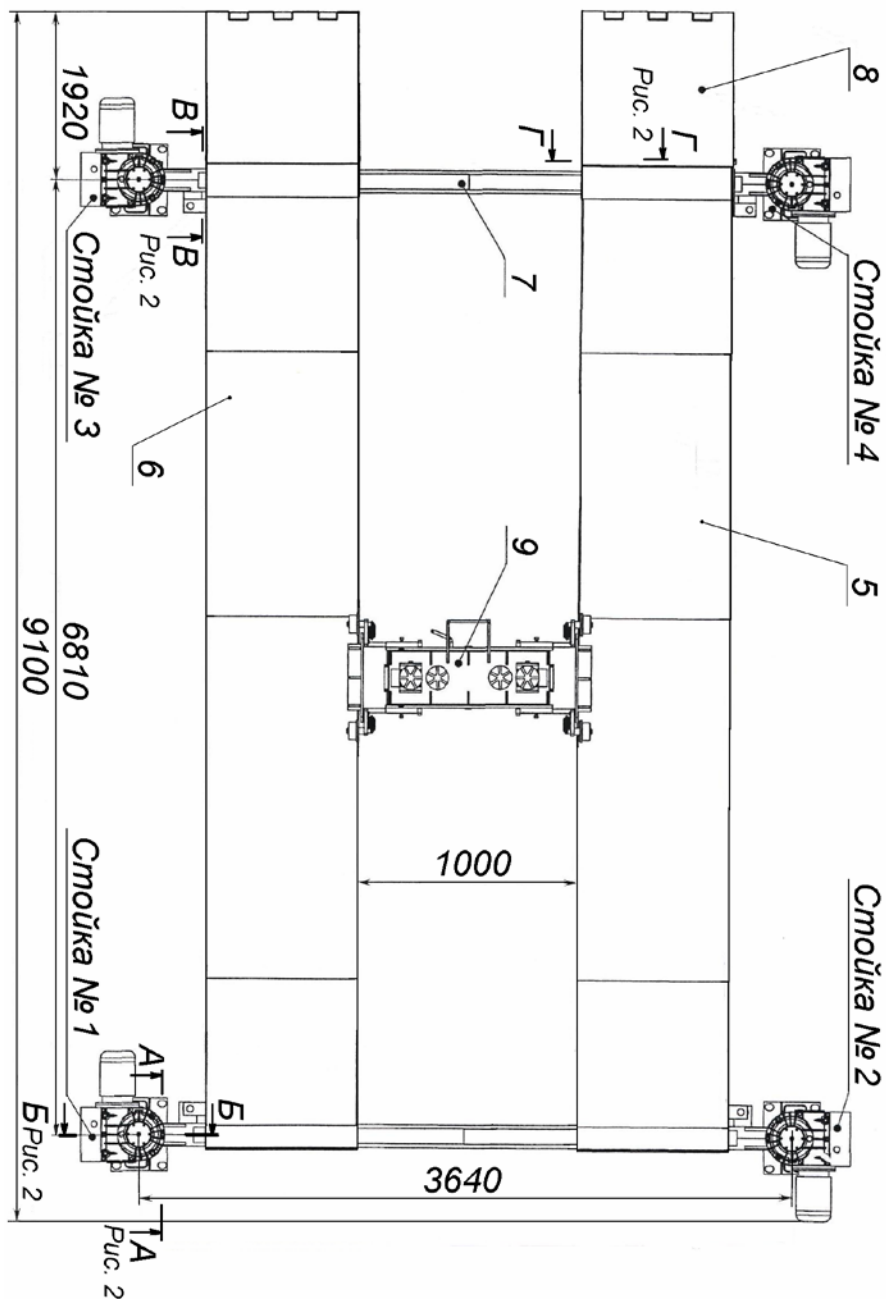 8
Рис. 2
Г
Г
1920
В
В
Рис. 2
7
Стойка № 3
Стойка № 4
6
5
9
6810
9100
1000
Стойка № 1
Стойка № 2
А
Б
Б Рис. 2
3640
А
Рис. 2